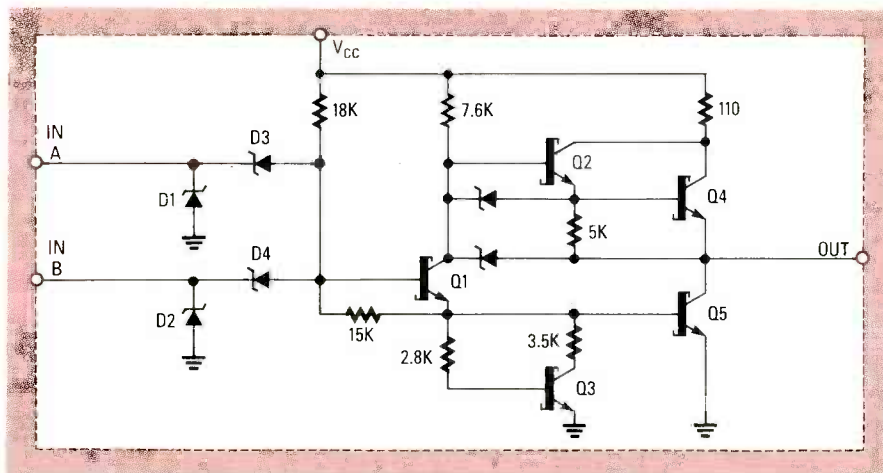 VCC
18K
7.6K
110
IN
A
D3
Q2
D1
Q4
5K
IN
B
D4
Q1
OUT
D2
15K
2.8K
3.5K
Q5
Q3